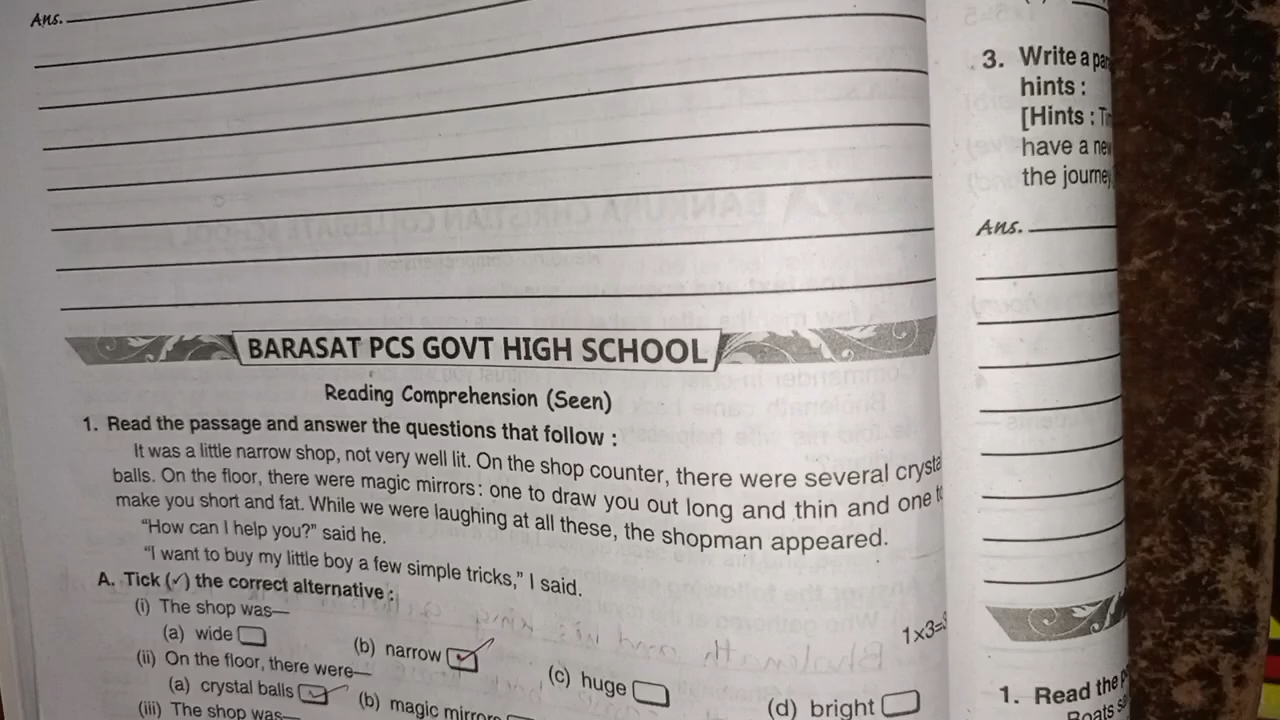 Ans.
BARASAT PCS GOVT HIGH SCHOOL
Reading Comprehension (Seen)
1. Read the passage and answer the questions that follow :
It was a little narrow shop, not very well lit. On the shop counter, there were several
balls. On the floor, there were magic mirrors : one to draw you out long and thin and one
make you short and fat. While we were laughing at all these, the shopman appeared.
"How can I help you?" said he.
"I want to buy my little boy a few simple tricks," I said.
A. Tick (✓) the correct alternative :
1×3=3
(i) The shop was—
(a) wide (b) narrow ✓ (c) huge (d) bright
(ii) On the floor, there were—
(a) crystal balls ✓ (b) magic mirrors
(iii) The shop was—
3. Write a
hints :
[Hints :
have a new
the journey
Ans.
1. Read the